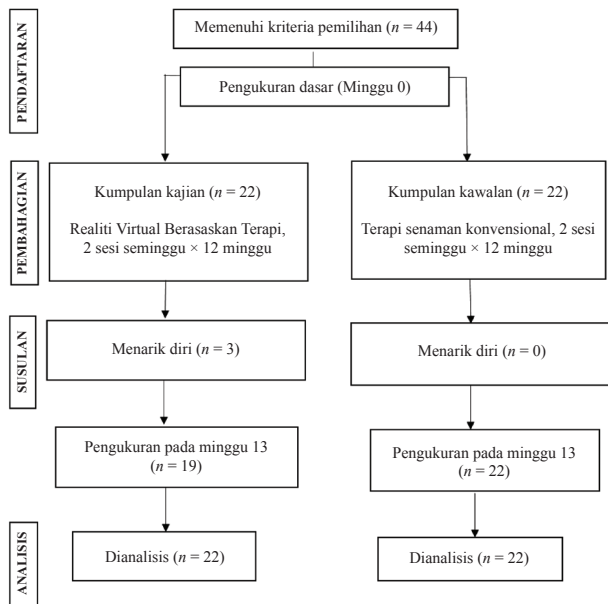 PENDAFTARAN
Memenuhi kriteria pemilihan (n = 44)
Pengukuran dasar (Minggu 0)
PEMBAHAGIAN
Kumpulan kajian (n = 22)
Realiti Virtual Berasaskan Terapi,
2 sesi seminggu × 12 minggu
Kumpulan kawalan (n = 22)
Terapi senaman konvensional, 2 sesi
seminggu × 12 minggu
SUSULAN
Menarik diri (n = 3)
Menarik diri (n = 0)
Pengukuran pada minggu 13
(n = 19)
Pengukuran pada minggu 13
(n = 22)
ANALISIS
Dianalisis (n = 22)
Dianalisis (n = 22)